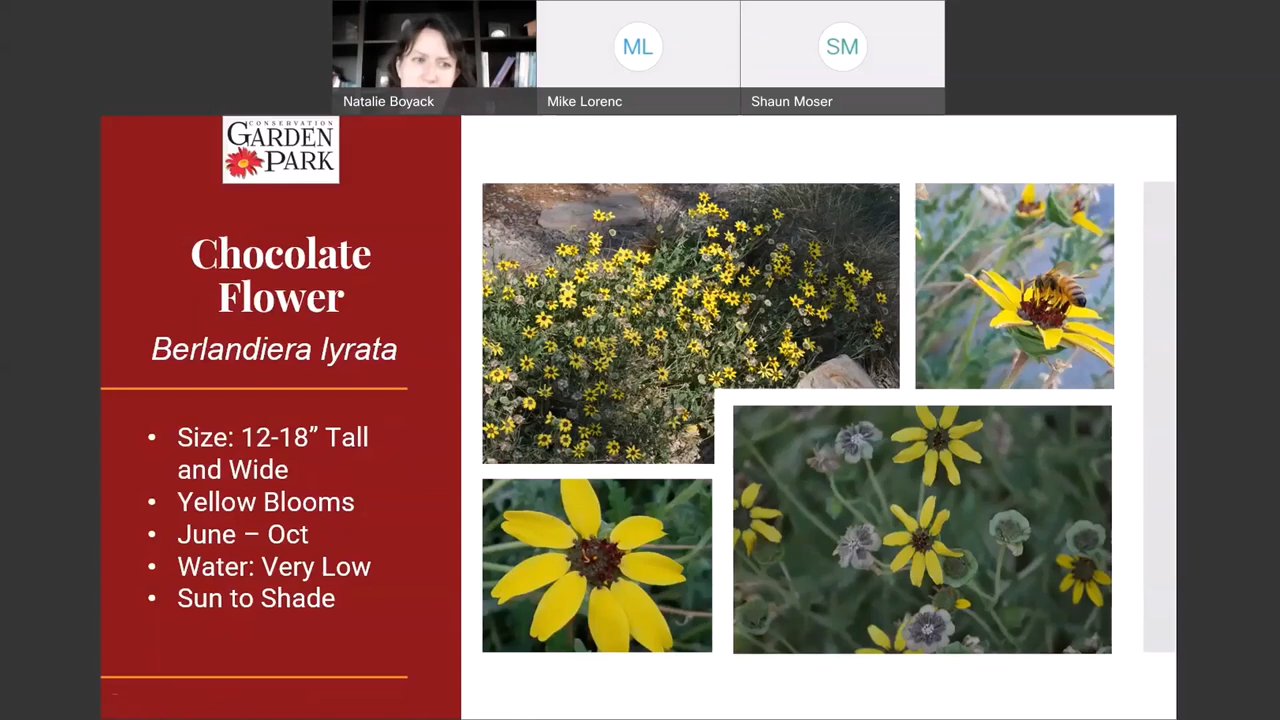 ML
SM
Natalie Boyack
Mike Lorenc
Shaun Moser
CONSERVATION
GARDEN
PARK
Chocolate
Flower
Berlandiera lyrata
• Size: 12-18” Tall
and Wide
• Yellow Blooms
• June – Oct
• Water: Very Low
• Sun to Shade